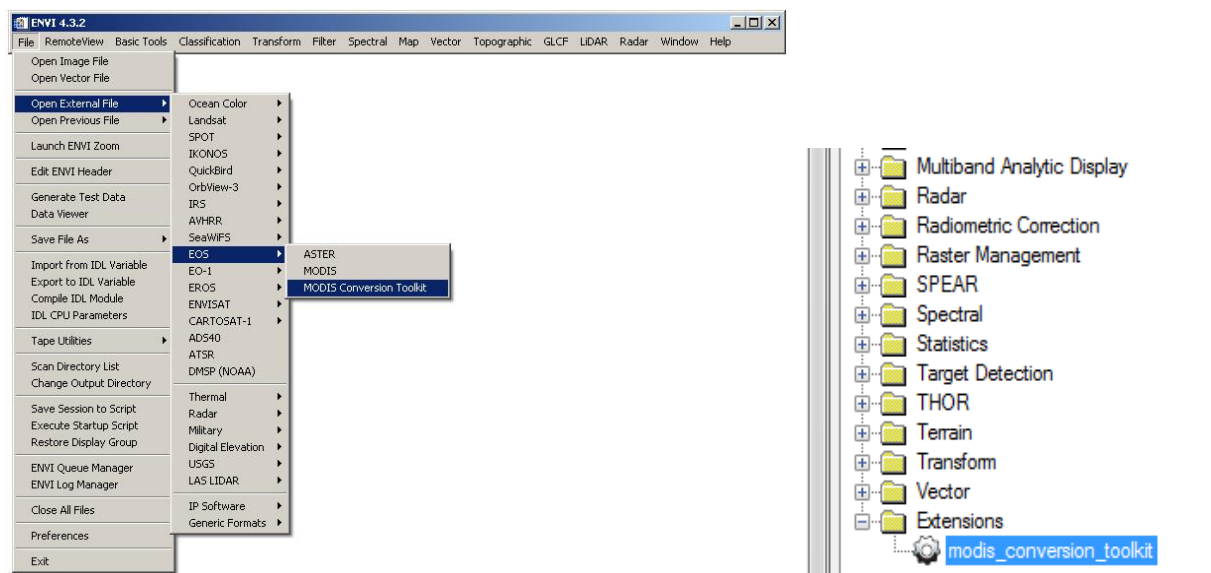 ENVI 4.3.2
File RemoteView Basic Tools Classification Transform Filter Spectral Map Vector Topographic GLCF LiDAR Radar Window Help
Open Image File
Open Vector File
Open External File
Open Previous File
Launch ENVI Zoom
Edit ENVI Header
Generate Test Data
Data Viewer
Save File As
Import from IDL Variable
Export to IDL Variable
Compile IDL Module
IDL CPU Parameters
Tape Utilities
Scan Directory List
Change Output Directory
Save Session to Script
Execute Startup Script
Restore Display Group
ENVI Queue Manager
ENVI Log Manager
Close All Files
Preferences
Exit
Ocean Color
Landsat
SPOT
IKONOS
QuickBird
OrbView-3
IRS
AVHRR
SeaWiFS
EOS
EO-1
EROS
ENVISAT
CARTOSAT-1
ADS40
ATSR
DMSP (NOAA)
Thermal
Radar
Military
Digital Elevation
USGS
LAS LIDAR
IP Software
Generic Formats
ASTER
MODIS
MODIS Conversion Toolkit
Multiband Analytic Display
Radar
Radiometric Correction
Raster Management
SPEAR
Spectral
Statistics
Target Detection
THOR
Terrain
Transform
Vector
Extensions
modis_conversion_toolkit